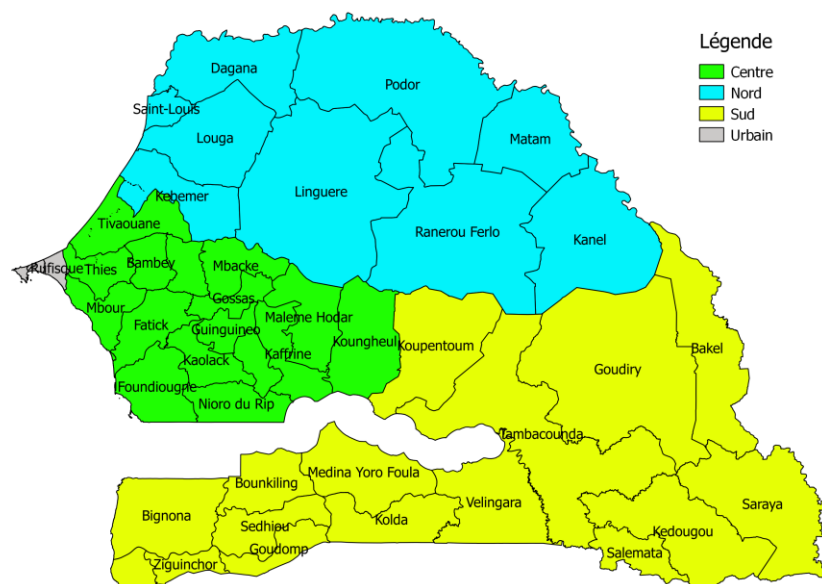 Légende
Centre
Nord
Sud
Urbain
Dagana
Podor
Saint-Louis
Louga
Matam
Linguere
Kebemer
Tivaouane
Ranerou Ferlo
Kanel
Rufisque
Thies
Bambey
Mbacke
Mbour
Gossas
Fatick
Guinguineo
Maleme Hodar
Koungheul
Koupentoum
Kaolack
Kaffrine
Goudiry
Bakel
Foundiougne
Nioro du Rip
Tambacounda
Medina Yoro Foula
Bounkiling
Velingara
Saraya
Bignona
Kolda
Sedhiou
Kedougou
Goudomp
Salemata
Ziguinchor